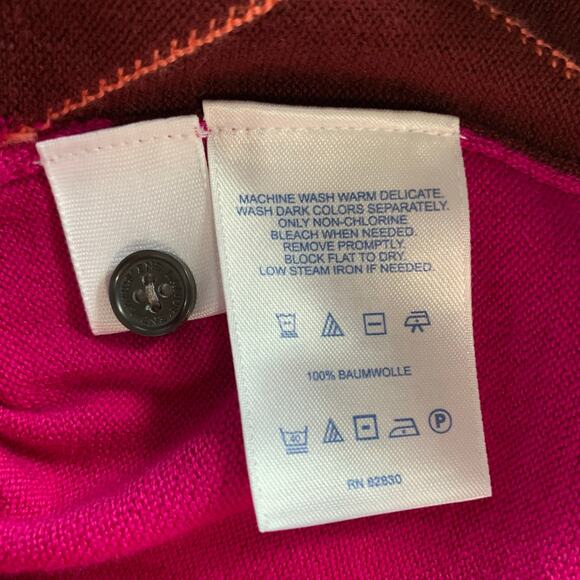 MACHINE WASH WARM DELICATE.
WASH DARK COLORS SEPARATELY.
ONLY NON-CHLORINE
BLEACH WHEN NEEDED.
REMOVE PROMPTLY.
BLOCK FLAT TO DRY.
LOW STEAM IRON IF NEEDED.
100% BAUMWOLLE
40
P
RN 62830